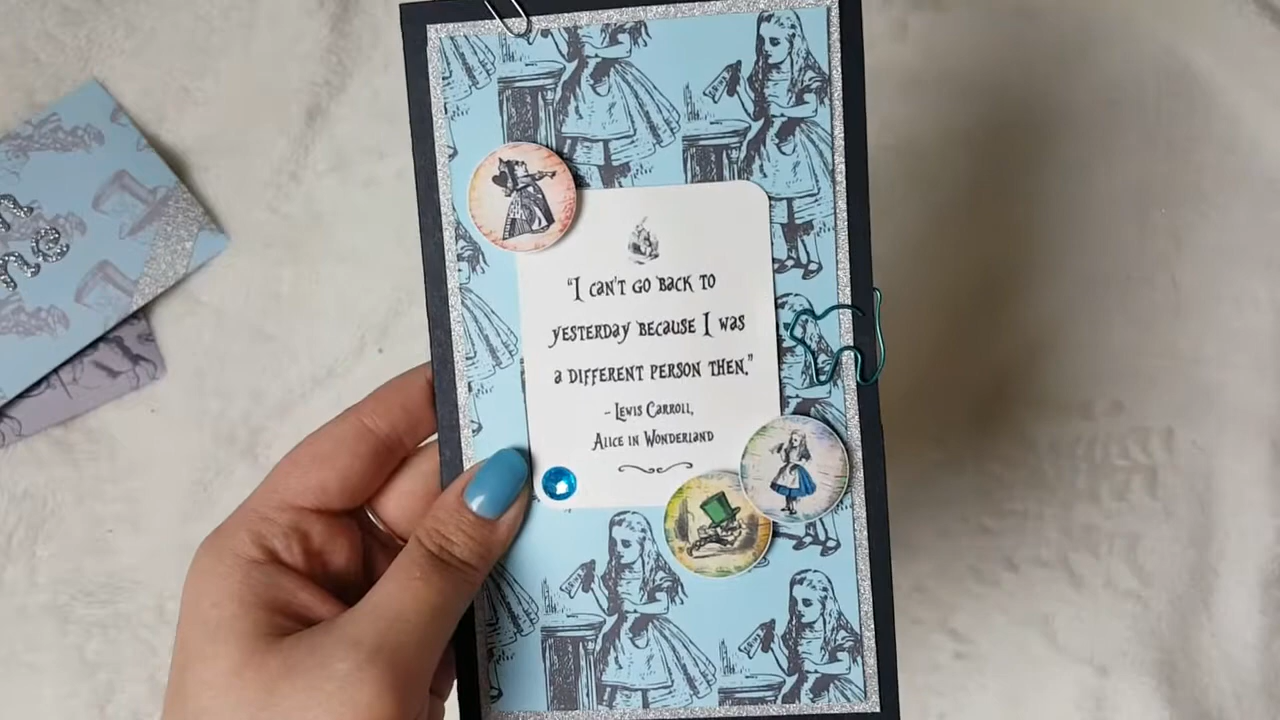 "I can't go back to
yesterday because I was
a different person then."
- Lewis Carroll,
Alice in Wonderland